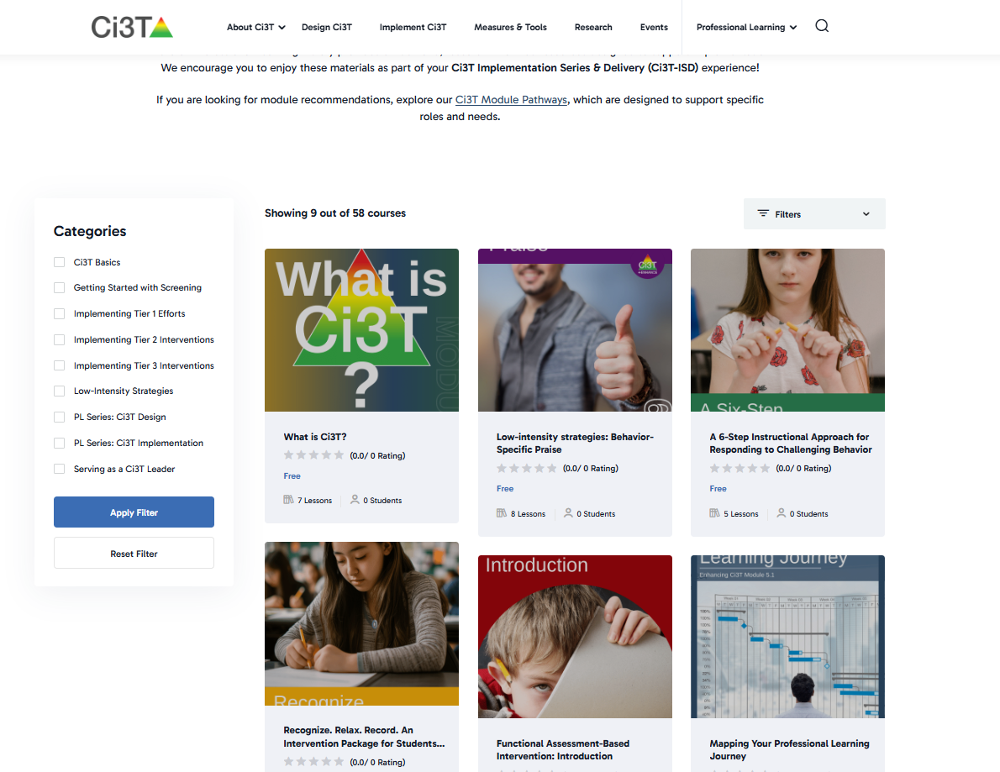 Ci3T
About Ci3T
Design Ci3T
Implement Ci3T
Measures & Tools
Research
Events
Professional Learning
We encourage you to enjoy these materials as part of your Ci3T Implementation Series & Delivery (Ci3T-ISD) experience!
If you are looking for module recommendations, explore our Ci3T Module Pathways, which are designed to support specific
roles and needs.
Categories
Ci3T Basics
Getting Started with Screening
Implementing Tier 1 Efforts
Implementing Tier 2 Interventions
Implementing Tier 3 Interventions
Low-Intensity Strategies
PL Series: Ci3T Design
PL Series: Ci3T Implementation
Serving as a Ci3T Leader
Apply Filter
Reset Filter
Showing 9 out of 58 courses
Filters
What is
Ci3T
?
MODU
What is Ci3T?
(0.0/ 0 Rating)
Free
7 Lessons
0 Students
Praise
Ci3T
Low-intensity strategies: Behavior-
Specific Praise
(0.0/ 0 Rating)
Free
8 Lessons
0 Students
A Six-Step
A 6-Step Instructional Approach for
Responding to Challenging Behavior
(0.0/ 0 Rating)
Free
5 Lessons
0 Students
Recognize
Recognize. Relax. Record. An
Intervention Package for Students...
(0.0/ 0 Rating)
Introduction
Functional Assessment-Based
Intervention: Introduction
Learning Journey
Enhancing Ci3T Module 5.1
Mapping Your Professional Learning
Journey